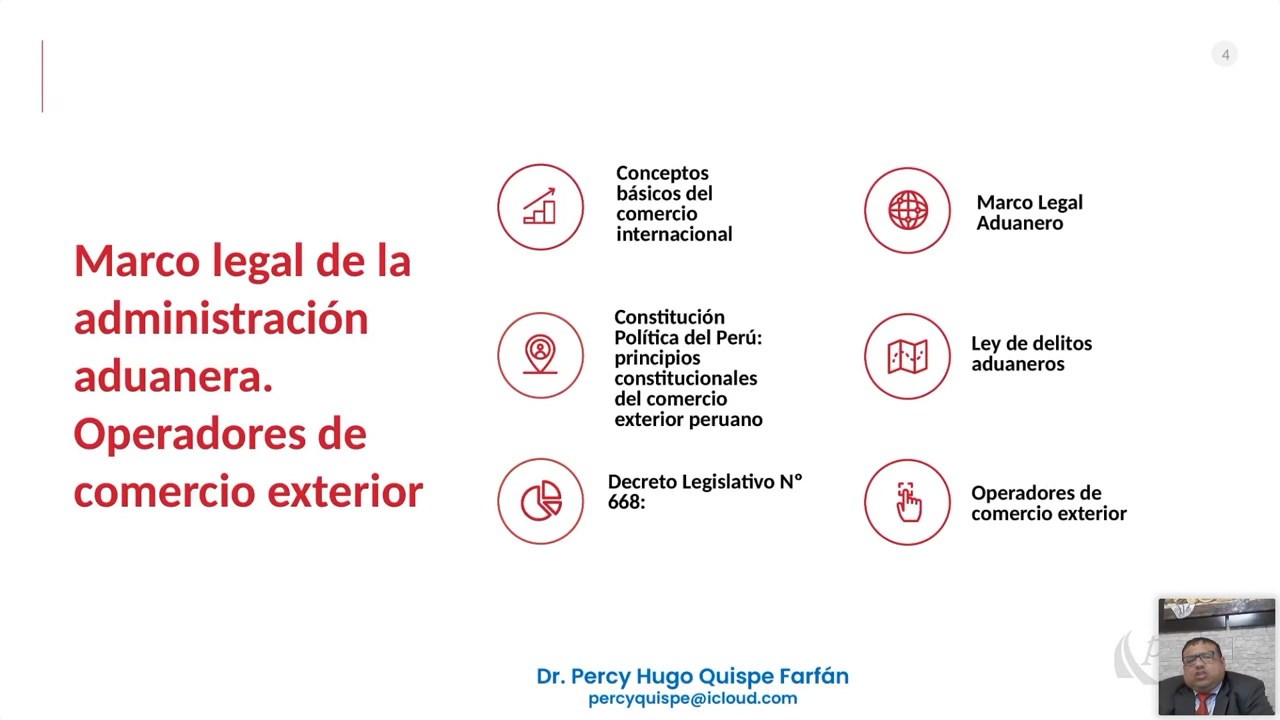 4
Marco legal de la
administración
aduanera.
Operadores de
comercio exterior
Conceptos
básicos del
comercio
internacional
Marco Legal
Aduanero
Constitución
Política del Perú:
principios
constitucionales
del comercio
exterior peruano
Ley de delitos
aduaneros
Decreto Legislativo Nº
668:
Operadores de
comercio exterior
Dr. Percy Hugo Quispe Farfán
percyquispe@icloud.com